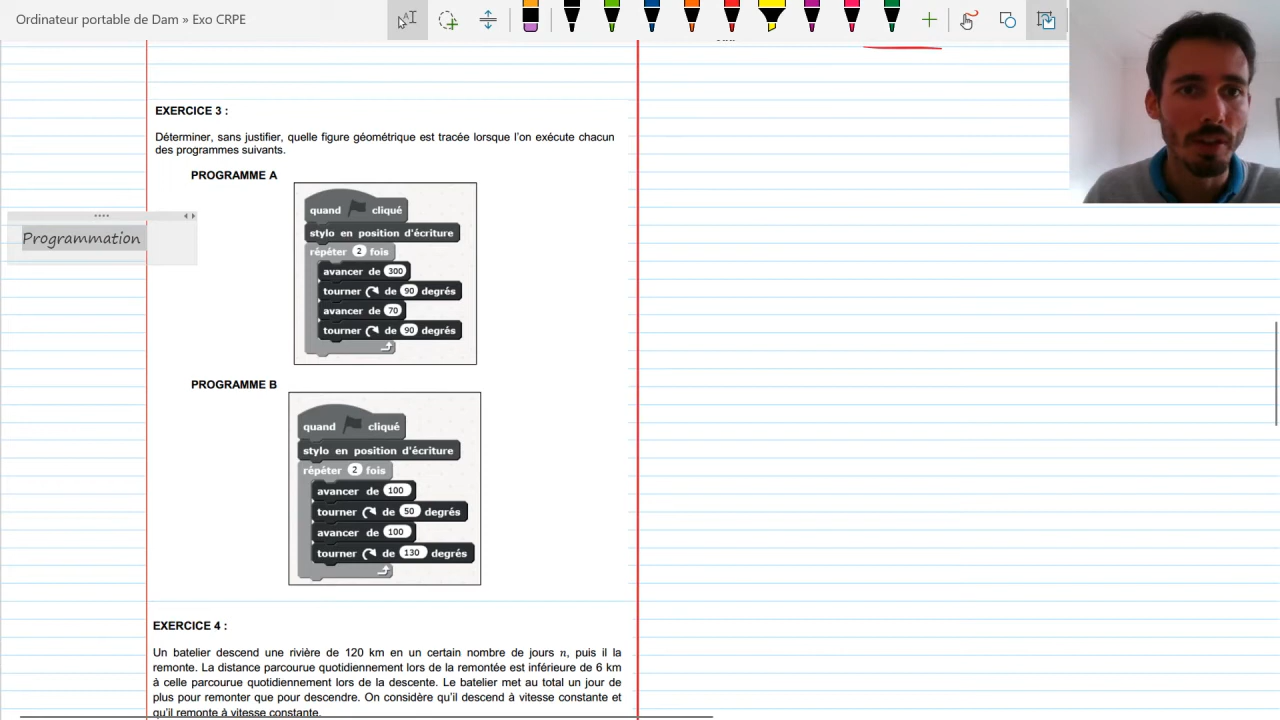 Ordinateur portable de Dam » Exo CRPE
EXERCICE 3 :
Déterminer, sans justifier, quelle figure géométrique est tracée lorsque l'on exécute chacun
des programmes suivants.
PROGRAMME A
quand cliqué
stylo en position d'écriture
répéter 2 fois
avancer de 300
tourner de 90 degrés
avancer de 70
tourner de 90 degrés
Programmation
PROGRAMME B
quand cliqué
stylo en position d'écriture
répéter 2 fois
avancer de 100
tourner de 50 degrés
avancer de 100
tourner de 130 degrés
EXERCICE 4 :
Un batelier descend une rivière de 120 km en un certain nombre de jours n, puis il la
remonte. La distance parcourue quotidiennement lors de la remontée est inférieure de 6 km
à celle parcourue quotidiennement lors de la descente. Le batelier met au total un jour de
plus pour remonter que pour descendre. On considère qu'il descend à vitesse constante et
qu'il remonte à vitesse constante.